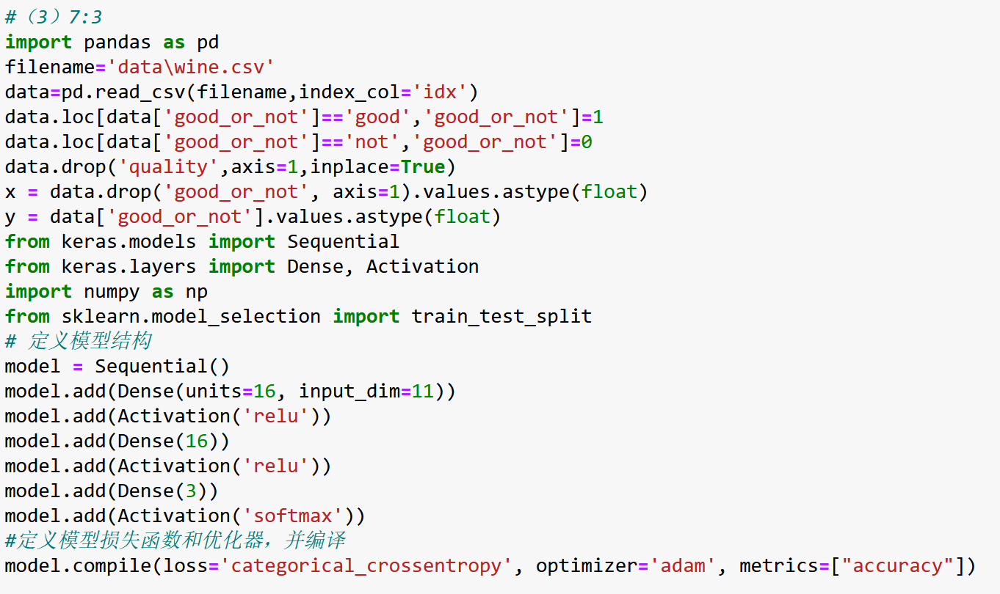 #（3）7:3
import pandas as pd
filename='data\wine.csv'
data=pd.read_csv(filename,index_col='idx')
data.loc[data['good_or_not']=='good','good_or_not']=1
data.loc[data['good_or_not']=='not','good_or_not']=0
data.drop('quality',axis=1,inplace=True)
x = data.drop('good_or_not', axis=1).values.astype(float)
y = data['good_or_not'].values.astype(float)
from keras.models import Sequential
from keras.layers import Dense, Activation
import numpy as np
from sklearn.model_selection import train_test_split
# 定义模型结构
model = Sequential()
model.add(Dense(units=16, input_dim=11))
model.add(Activation('relu'))
model.add(Dense(16))
model.add(Activation('relu'))
model.add(Dense(3))
model.add(Activation('softmax'))
#定义模型损失函数和优化器，并编译
model.compile(loss='categorical_crossentropy', optimizer='adam', metrics=["accuracy"])